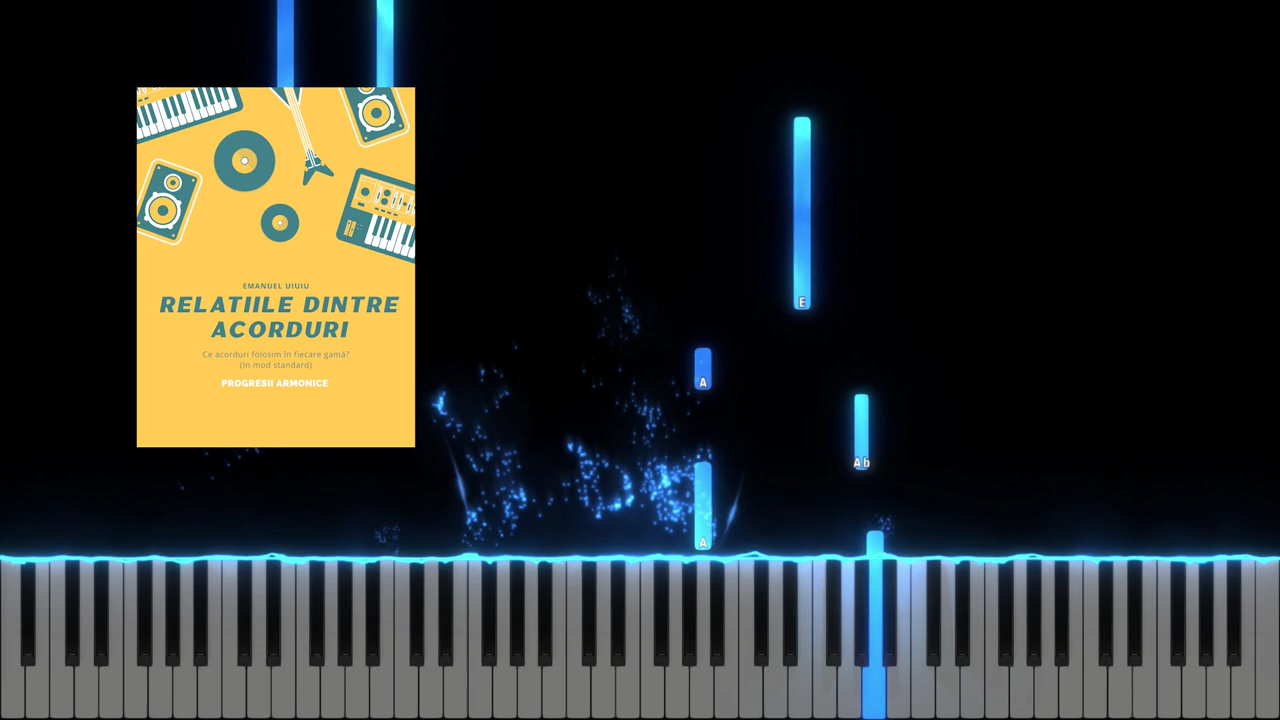 EMANUEL UIUIU
RELATIILE DINTRE
ACORDURI
Ce acorduri folosim în fiecare gamă?
(In mod standard)
PROGRESII ARMONICE
E
A
Ab
A